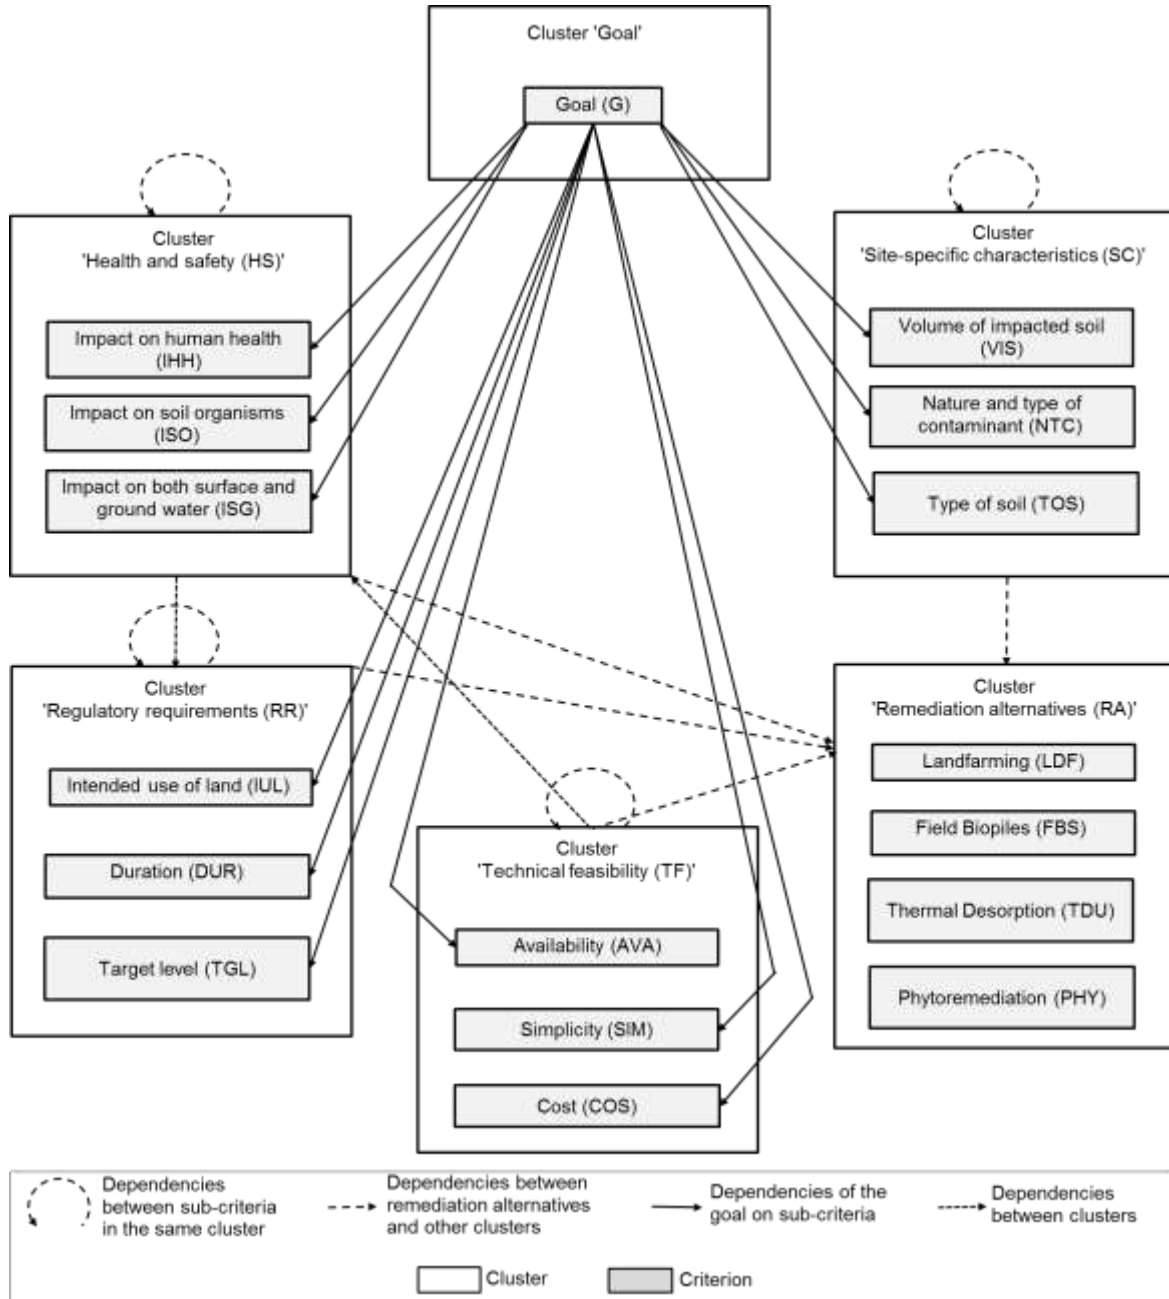 Cluster 'Goal'
Goal (G)
Cluster
'Health and safety (HS)'
Impact on human health
(IHH)
Impact on soil organisms
(ISO)
Impact on both surface and
ground water (ISG)
Cluster
'Site-specific characteristics (SC)'
Volume of impacted soil
(VIS)
Nature and type of
contaminant (NTC)
Type of soil (TOS)
Cluster
'Regulatory requirements (RR)'
Intended use of land (IUL)
Duration (DUR)
Target level (TGL)
Cluster
'Technical feasibility (TF)'
Availability (AVA)
Simplicity (SIM)
Cost (COS)
Cluster
'Remediation alternatives (RA)'
Landfarming (LDF)
Field Biopiles (FBS)
Thermal Desorption (TDU)
Phytoremediation (PHY)
Dependencies
between sub-criteria
in the same cluster
Dependencies between
remediation alternatives
and other clusters
Dependencies of the
goal on sub-criteria
Dependencies
between clusters
Cluster
Criterion